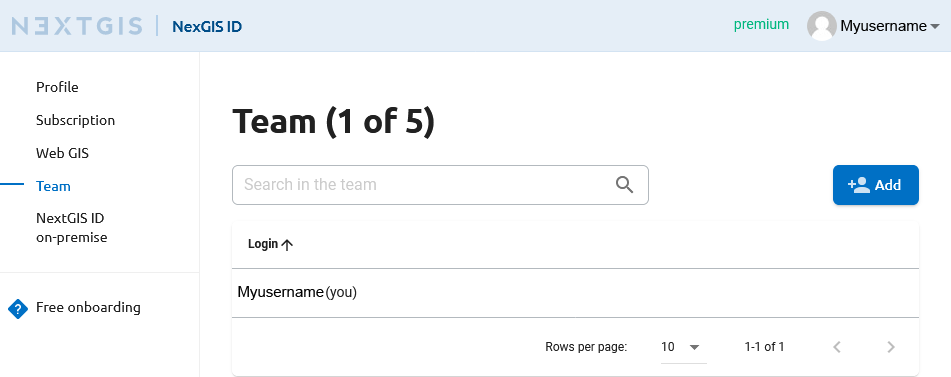 NEXTGIS NexGIS ID premium Myusername
Profile
Subscription
Web GIS
Team
NextGIS ID
on-premise
Free onboarding
Team (1 of 5)
Search in the team
Add
Login
Myusername (you)
Rows per page: 10 1-1 of 1